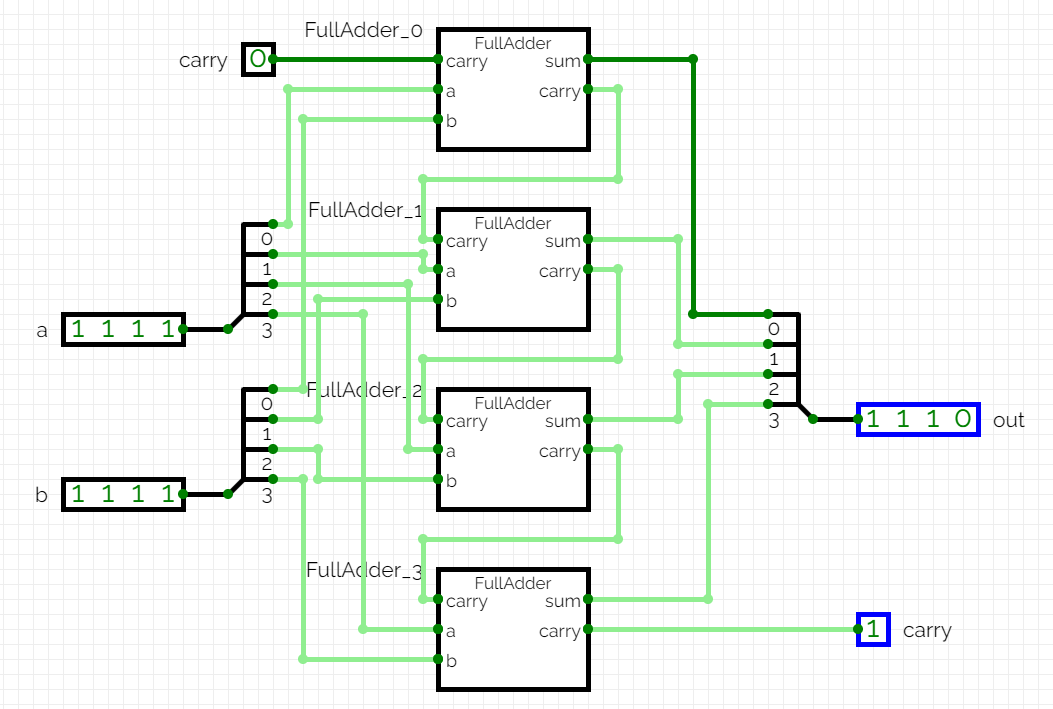 FullAdder_0
carry 0
FullAdder
carry sum
a carry
b
FullAdder_1
FullAdder
carry sum
a carry
b
0
1
2
3
a 1 1 1 1
FullAdder_2
FullAdder
carry sum
a carry
b
0
1
2
3
b 1 1 1 1
0
1
2
3
1 1 1 0 out
FullAdder_3
FullAdder
carry sum
a carry
b
1 carry